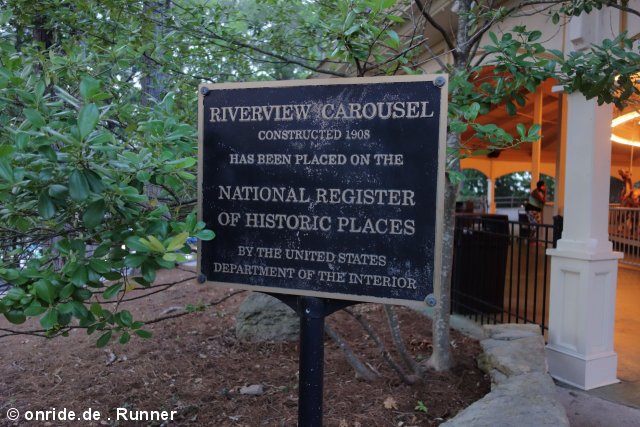 RIVERVIEW CAROUSEL
CONSTRUCTED 1908
HAS BEEN PLACED ON THE
NATIONAL REGISTER
OF HISTORIC PLACES
BY THE UNITED STATES
DEPARTMENT OF THE INTERIOR
© onride.de . Runner